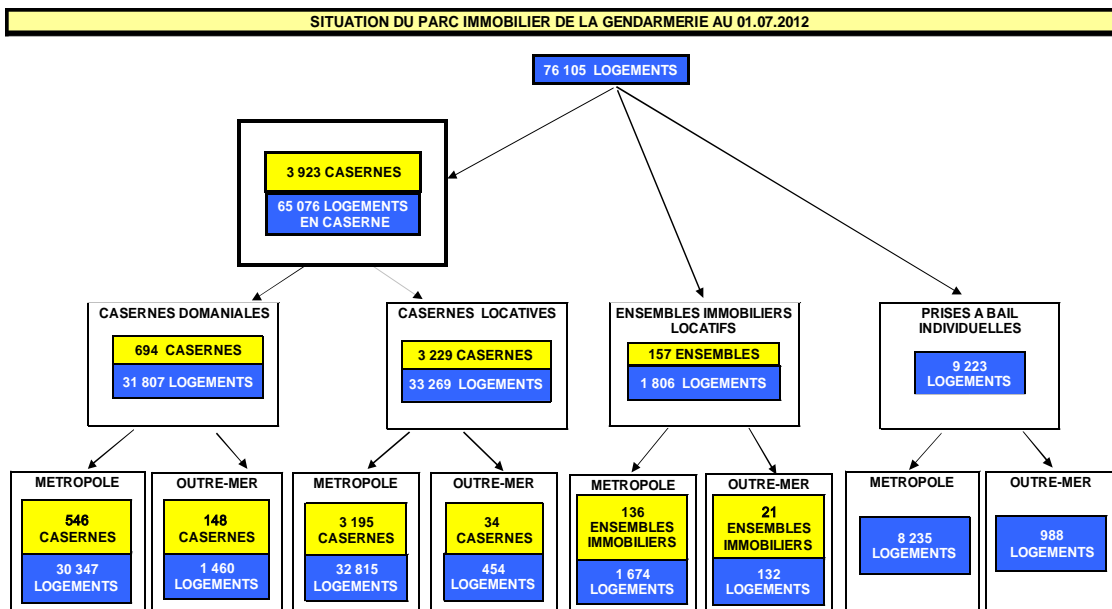 SITUATION DU PARC IMMOBILIER DE LA GENDARMERIE AU 01.07.2012
76 105 LOGEMENTS
3 923 CASERNES
65 076 LOGEMENTS
EN CASERNE
CASERNES DOMANIALES
694 CASERNES
31 807 LOGEMENTS
CASERNES LOCATIVES
3 229 CASERNES
33 269 LOGEMENTS
ENSEMBLES IMMOBILIERS
LOCATIFS
157 ENSEMBLES
1 806 LOGEMENTS
PRISES A BAIL
INDIVIDUELLES
9 223
LOGEMENTS
METROPOLE
546
CASERNES
30 347
LOGEMENTS
OUTRE-MER
148
CASERNES
1 460
LOGEMENTS
METROPOLE
3 195
CASERNES
32 815
LOGEMENTS
OUTRE-MER
34
CASERNES
454
LOGEMENTS
METROPOLE
136
ENSEMBLES
IMMOBILIERS
1 674
LOGEMENTS
OUTRE-MER
21
ENSEMBLES
IMMOBILIERS
132
LOGEMENTS
METROPOLE
8 235
LOGEMENTS
OUTRE-MER
988
LOGEMENTS